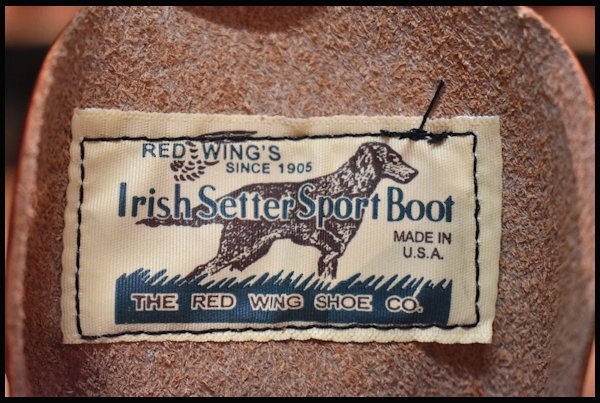 RED WING'S
SINCE 1905
Irish Setter Sport Boot
MADE IN
U.S.A.
THE RED WING SHOE CO.